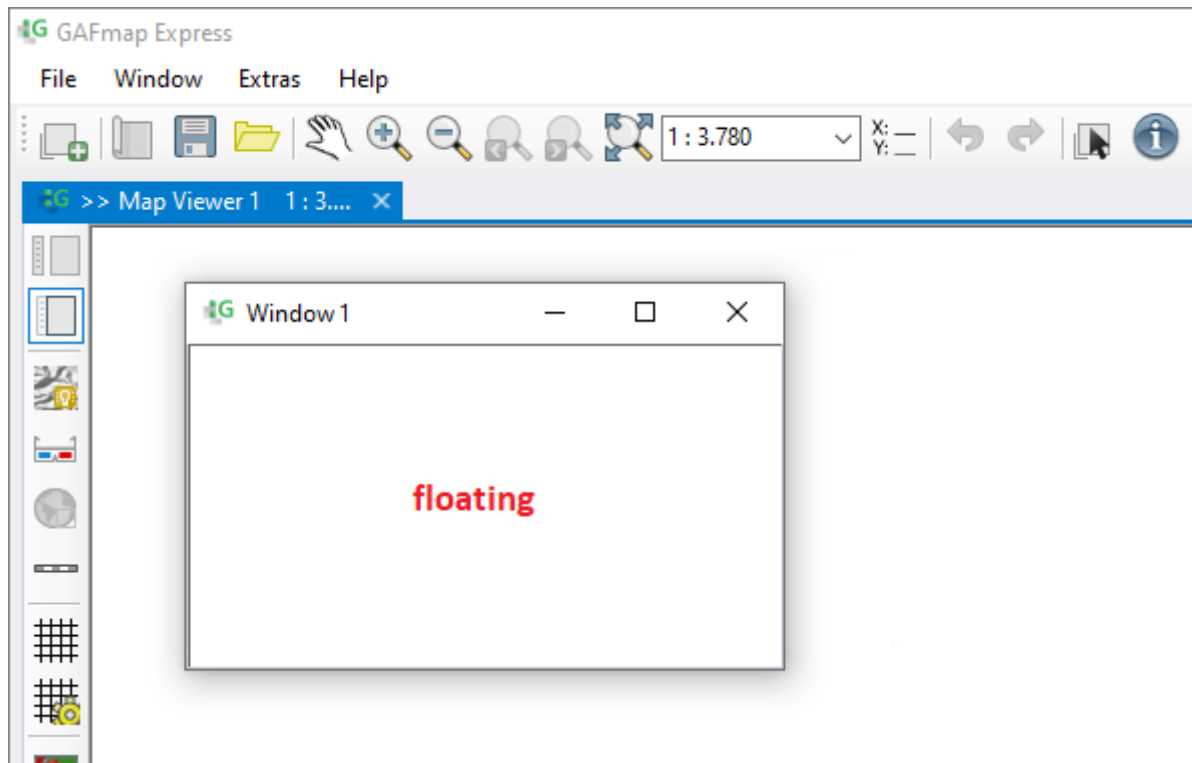 GAFmap Express
File Window Extras Help
1 : 3.780
X:
Y:
>> Map Viewer 1 1 : 3....
Window 1
floating